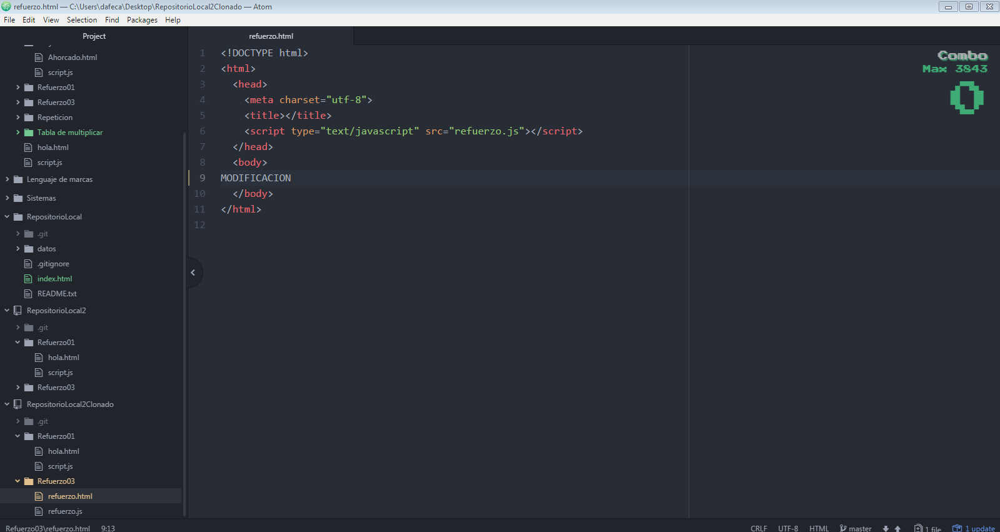 refuerzo.html — C:\Users\dafeca\Desktop\RepositorioLocal2Clonado — Atom
File Edit View Selection Find Packages Help
Project
Ahorcado.html
script.js
Refuerzo01
Refuerzo03
Repeticion
Tabla de multiplicar
hola.html
script.js
Lenguaje de marcas
Sistemas
RepositorioLocal
.git
datos
.gitignore
index.html
README.txt
RepositorioLocal2
.git
Refuerzo01
hola.html
script.js
Refuerzo03
RepositorioLocal2Clonado
.git
Refuerzo01
hola.html
script.js
Refuerzo03
refuerzo.html
refuerzo.js
refuerzo.html
1 <!DOCTYPE html>
2 <html>
3 <head>
4 <meta charset="utf-8">
5 <title></title>
6 <script type="text/javascript" src="refuerzo.js"></script>
7 </head>
8 <body>
9 MODIFICACION
10 </body>
11 </html>
12
Combo
Max 3843
0
Refuerzo03\refuerzo.html 9:13
CRLF UTF-8 HTML master 1 file 1 update